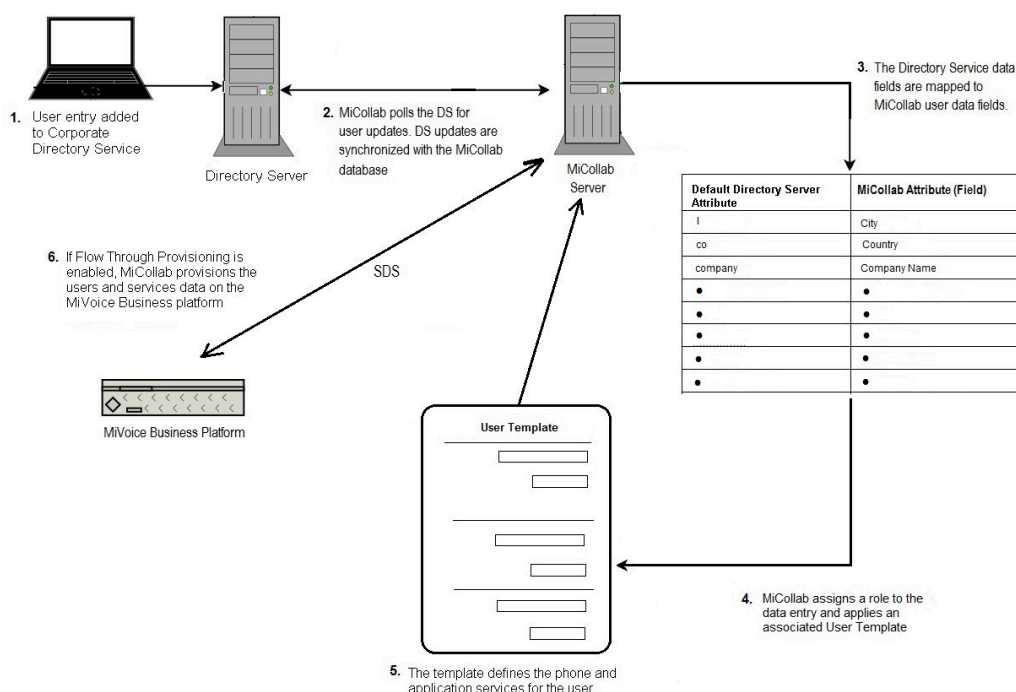 1. User entry added
to Corporate
Directory Service
Directory Server
2. MiCollab polls the DS for
user updates. DS updates are
synchronized with the MiCollab
database
MiCollab
Server
3. The Directory Service data
fields are mapped to
MiCollab user data fields.
Default Directory Server
Attribute
MiCollab Attribute (Field)
l
City
co
Country
company
Company Name
6. If Flow Through Provisioning is
enabled, MiCollab provisions the
users and services data on the
MiVoice Business platform
SDS
MiVoice Business Platform
User Template
4. MiCollab assigns a role to the
data entry and applies an
associated User Template
5. The template defines the phone and
application services for the user